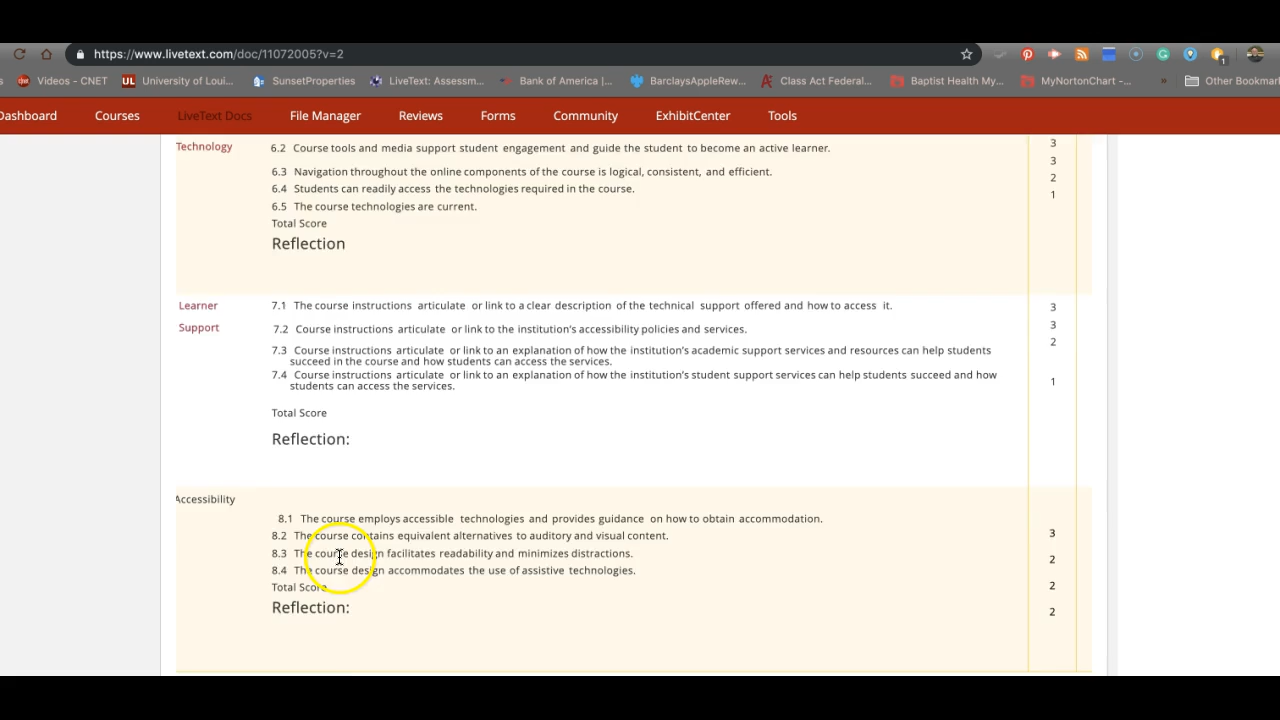 https://www.livetext.com/doc/11072005?v=2
Videos - CNET University of Loui... SunsetProperties LiveText: Assessm... Bank of America |... BarclaysAppleRew... Class Act Federal... Baptist Health My... MyNortonChart -... » Other Bookmar
Dashboard Courses LiveText Docs File Manager Reviews Forms Community ExhibitCenter Tools
Technology 6.2 Course tools and media support student engagement and guide the student to become an active learner. 3
3
6.3 Navigation throughout the online components of the course is logical, consistent, and efficient. 2
6.4 Students can readily access the technologies required in the course. 1
6.5 The course technologies are current.
Total Score
Reflection
Learner 7.1 The course instructions articulate or link to a clear description of the technical support offered and how to access it. 3
Support 7.2 Course instructions articulate or link to the institution's accessibility policies and services. 3
7.3 Course instructions articulate or link to an explanation of how the institution's academic support services and resources can help students 2
succeed in the course and how students can access the services.
7.4 Course instructions articulate or link to an explanation of how the institution's student support services can help students succeed and how 1
students can access the services.
Total Score
Reflection:
Accessibility
8.1 The course employs accessible technologies and provides guidance on how to obtain accommodation.
8.2 The course contains equivalent alternatives to auditory and visual content. 3
8.3 The course design facilitates readability and minimizes distractions. 2
8.4 The course design accommodates the use of assistive technologies.
Total Score 2
Reflection: 2